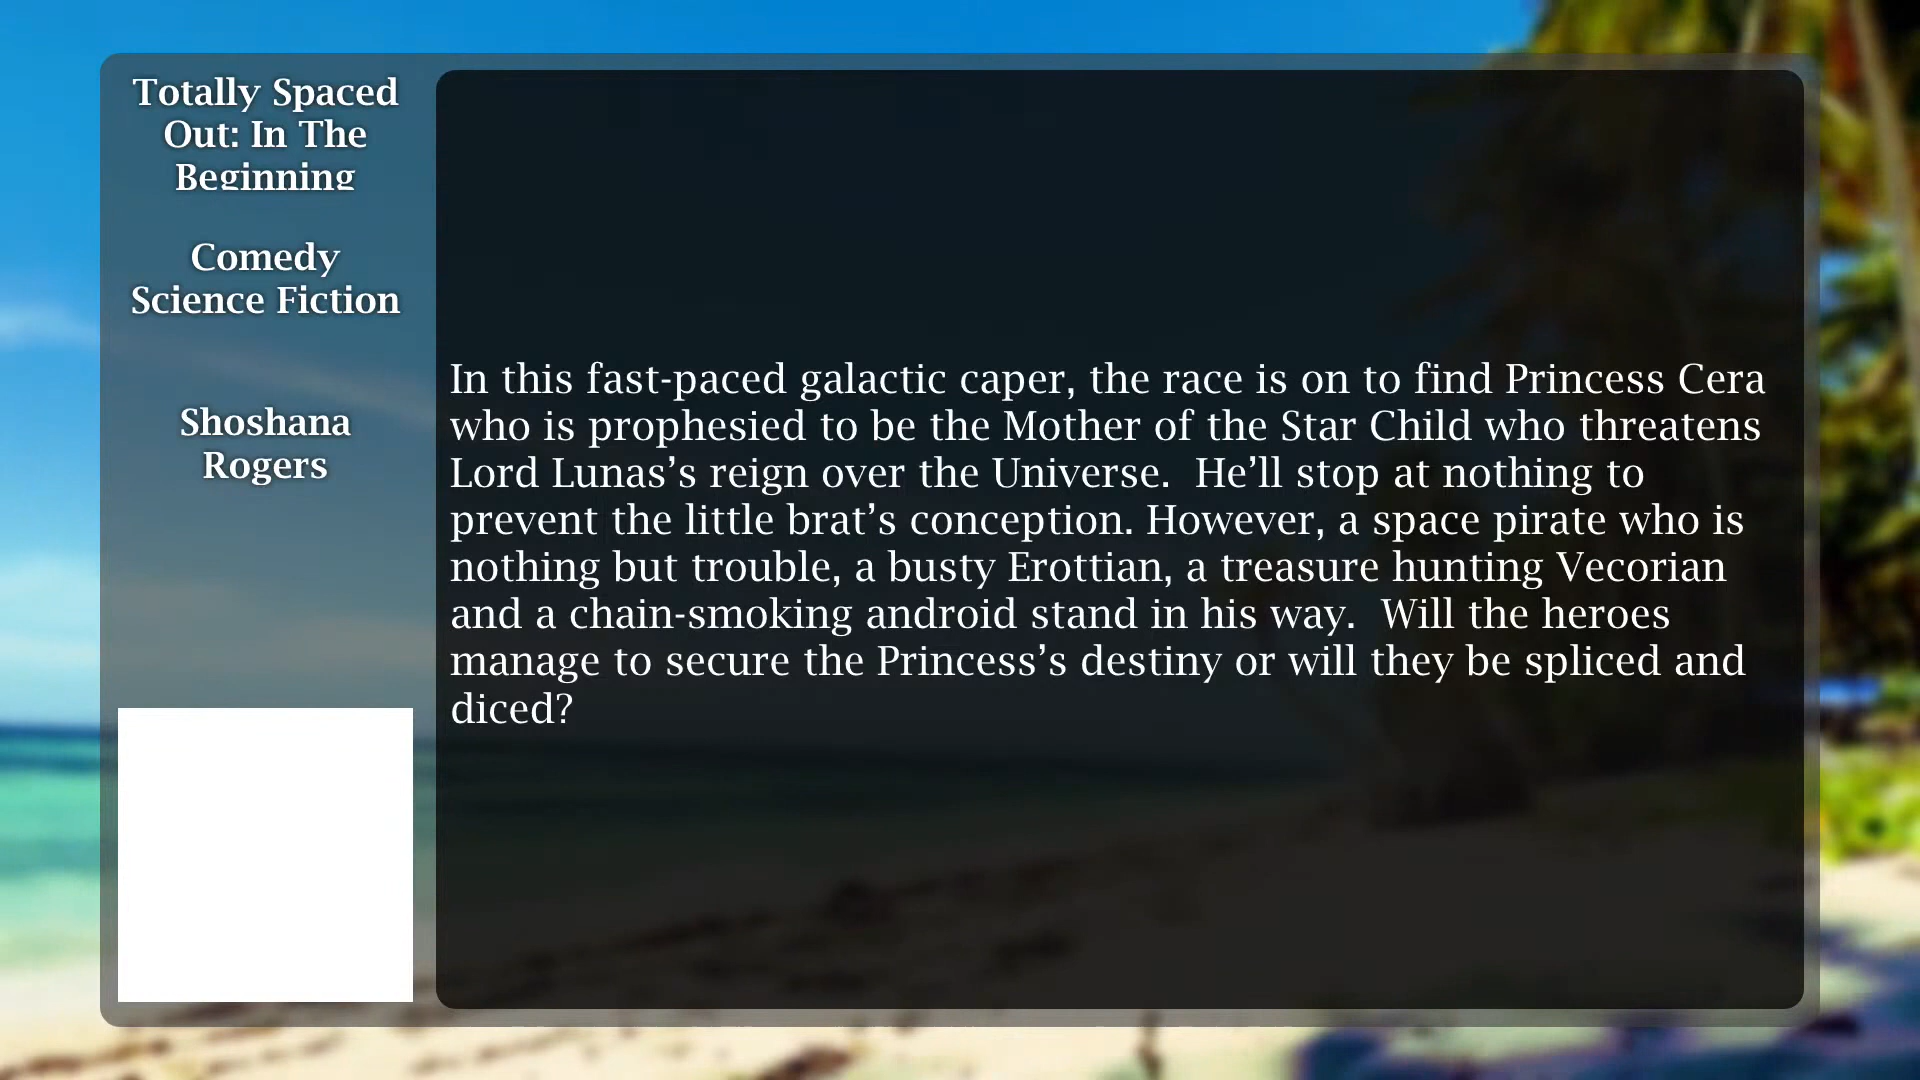 Totally Spaced
Out: In The
Beginning
Comedy
Science Fiction
Shoshana
Rogers
In this fast-paced galactic caper, the race is on to find Princess Cera
who is prophesied to be the Mother of the Star Child who threatens
Lord Lunas’s reign over the Universe.  He’ll stop at nothing to
prevent the little brat’s conception. However, a space pirate who is
nothing but trouble, a busty Erottian, a treasure hunting Vecorian
and a chain-smoking android stand in his way.  Will the heroes
manage to secure the Princess’s destiny or will they be spliced and
diced?